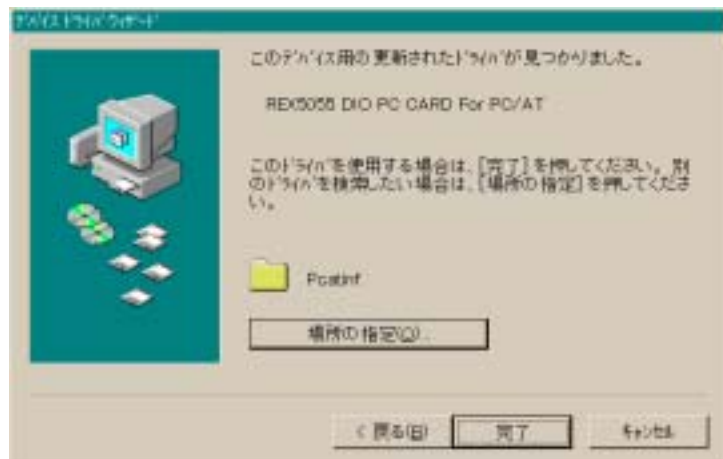 ﾃﾞﾊﾞｲｽ ﾄﾞﾗｲﾊﾞ ｳｨｻﾞｰﾄﾞ
このﾃﾞﾊﾞｲｽ用の更新されたﾄﾞﾗｲﾊﾞが見つかりました。
REX5055 DIO PC CARD For PC/AT
このﾄﾞﾗｲﾊﾞを使用する場合は、[完了]を押してください。別
のﾄﾞﾗｲﾊﾞを検索したい場合は、[場所の指定]を押してくださ
い。
Pcatinf
場所の指定(O)...
< 戻る(B)
完了
ｷｬﾝｾﾙ